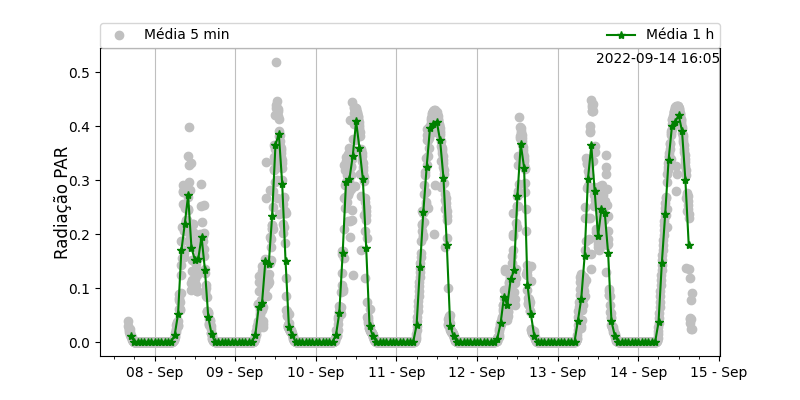 Média 5 min
Média 1 h
2022-09-14 16:05
Radiação PAR
0.5
0.4
0.3
0.2
0.1
0.0
08 - Sep
09 - Sep
10 - Sep
11 - Sep
12 - Sep
13 - Sep
14 - Sep
15 - Sep